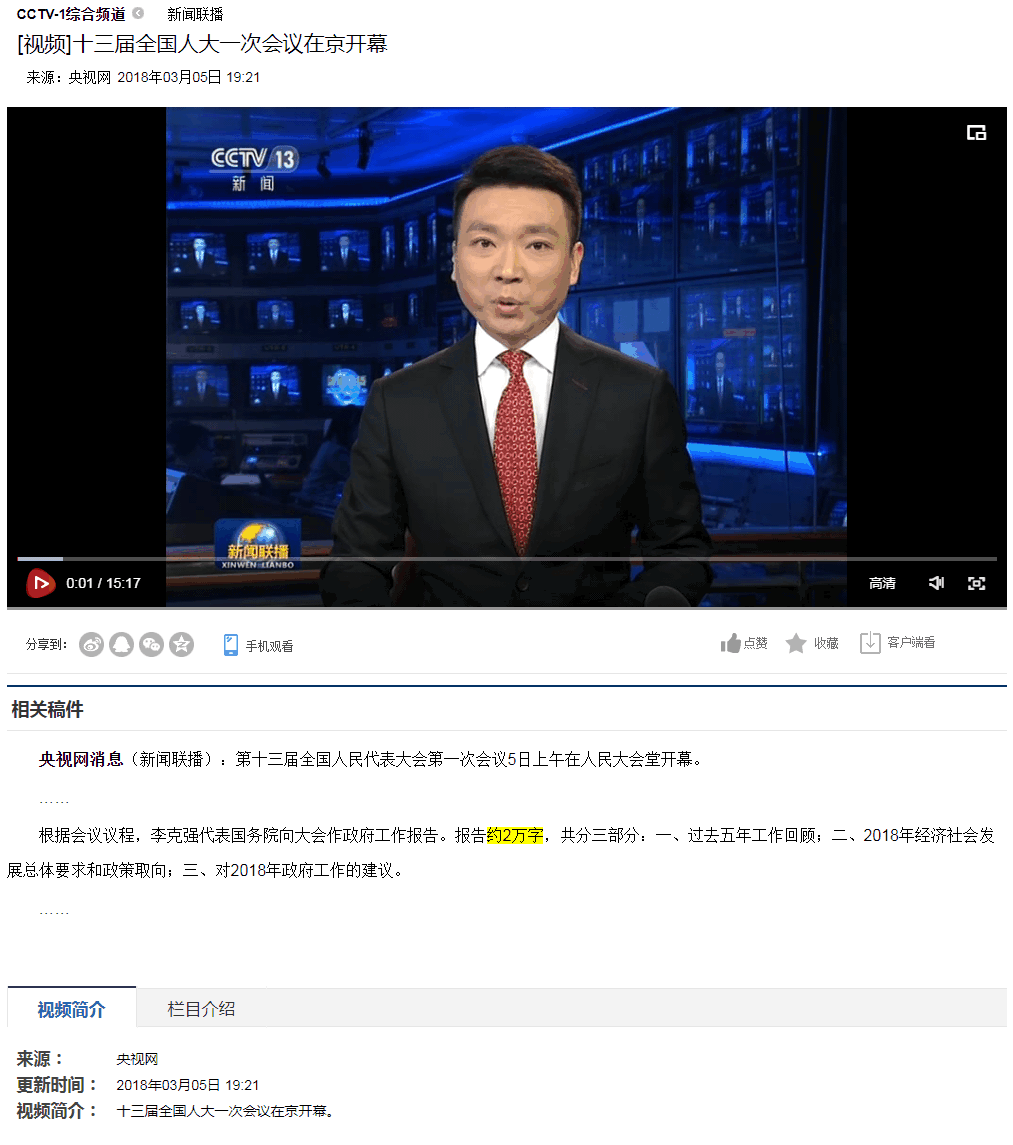 CCTV-1综合频道 新闻联播
[视频]十三届全国人大一次会议在京开幕
来源：央视网 2018年03月05日 19:21
CCTV 13
新闻
新闻联播
XINWEN LIANBO
0:01 / 15:17 高清
分享到: 手机观看 点赞 收藏 客户端看
相关稿件
央视网消息（新闻联播）：第十三届全国人民代表大会第一次会议5日上午在人民大会堂开幕。
……
根据会议议程，李克强代表国务院向大会作政府工作报告。报告约2万字，共分三部分：一、过去五年工作回顾；二、2018年经济社会发
展总体要求和政策取向；三、对2018年政府工作的建议。
……
视频简介 栏目介绍
来源： 央视网
更新时间： 2018年03月05日 19:21
视频简介： 十三届全国人大一次会议在京开幕。